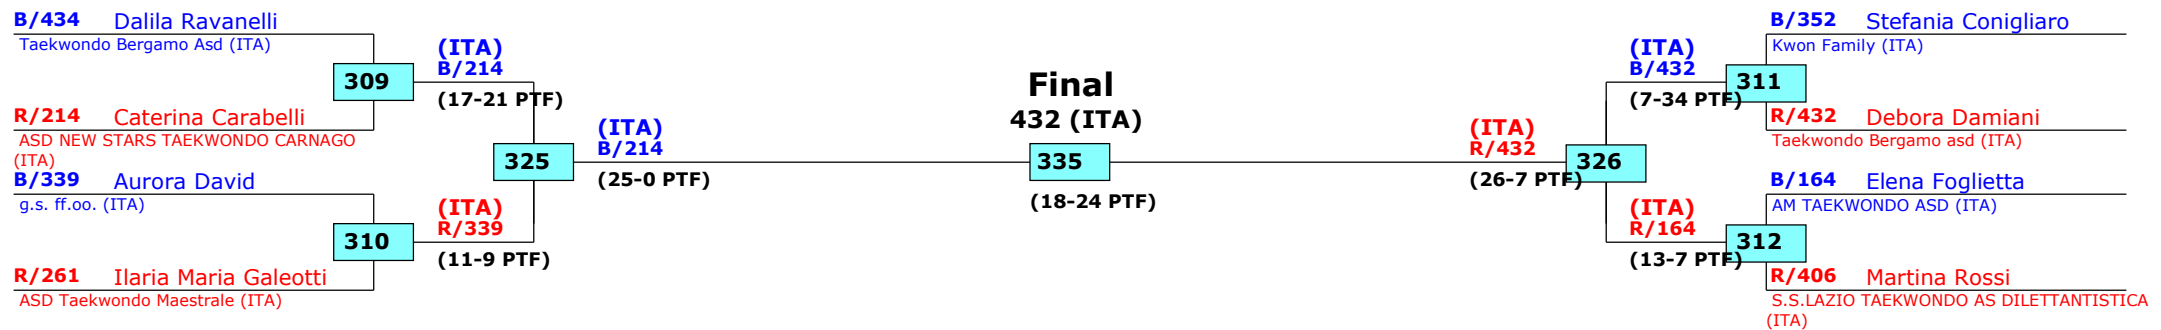 B/434 Dalila Ravanelli
Taekwondo Bergamo Asd (ITA)
309
R/214 Caterina Carabelli
ASD NEW STARS TAEKWONDO CARNAGO
(ITA)
(ITA)
B/214
(17-21 PTF)
B/339 Aurora David
g.s. ff.oo. (ITA)
310
R/261 Ilaria Maria Galeotti
ASD Taekwondo Maestrale (ITA)
(ITA)
R/339
(11-9 PTF)
325
(ITA)
B/214
(25-0 PTF)
Final
432 (ITA)
335
(18-24 PTF)
(ITA)
R/432
(26-7 PTF)
326
(ITA)
B/432
(7-34 PTF)
311
B/352 Stefania Conigliaro
Kwon Family (ITA)
R/432 Debora Damiani
Taekwondo Bergamo asd (ITA)
(ITA)
R/164
(13-7 PTF)
312
B/164 Elena Foglietta
AM TAEKWONDO ASD (ITA)
R/406 Martina Rossi
S.S.LAZIO TAEKWONDO AS DILETTANTISTICA
(ITA)